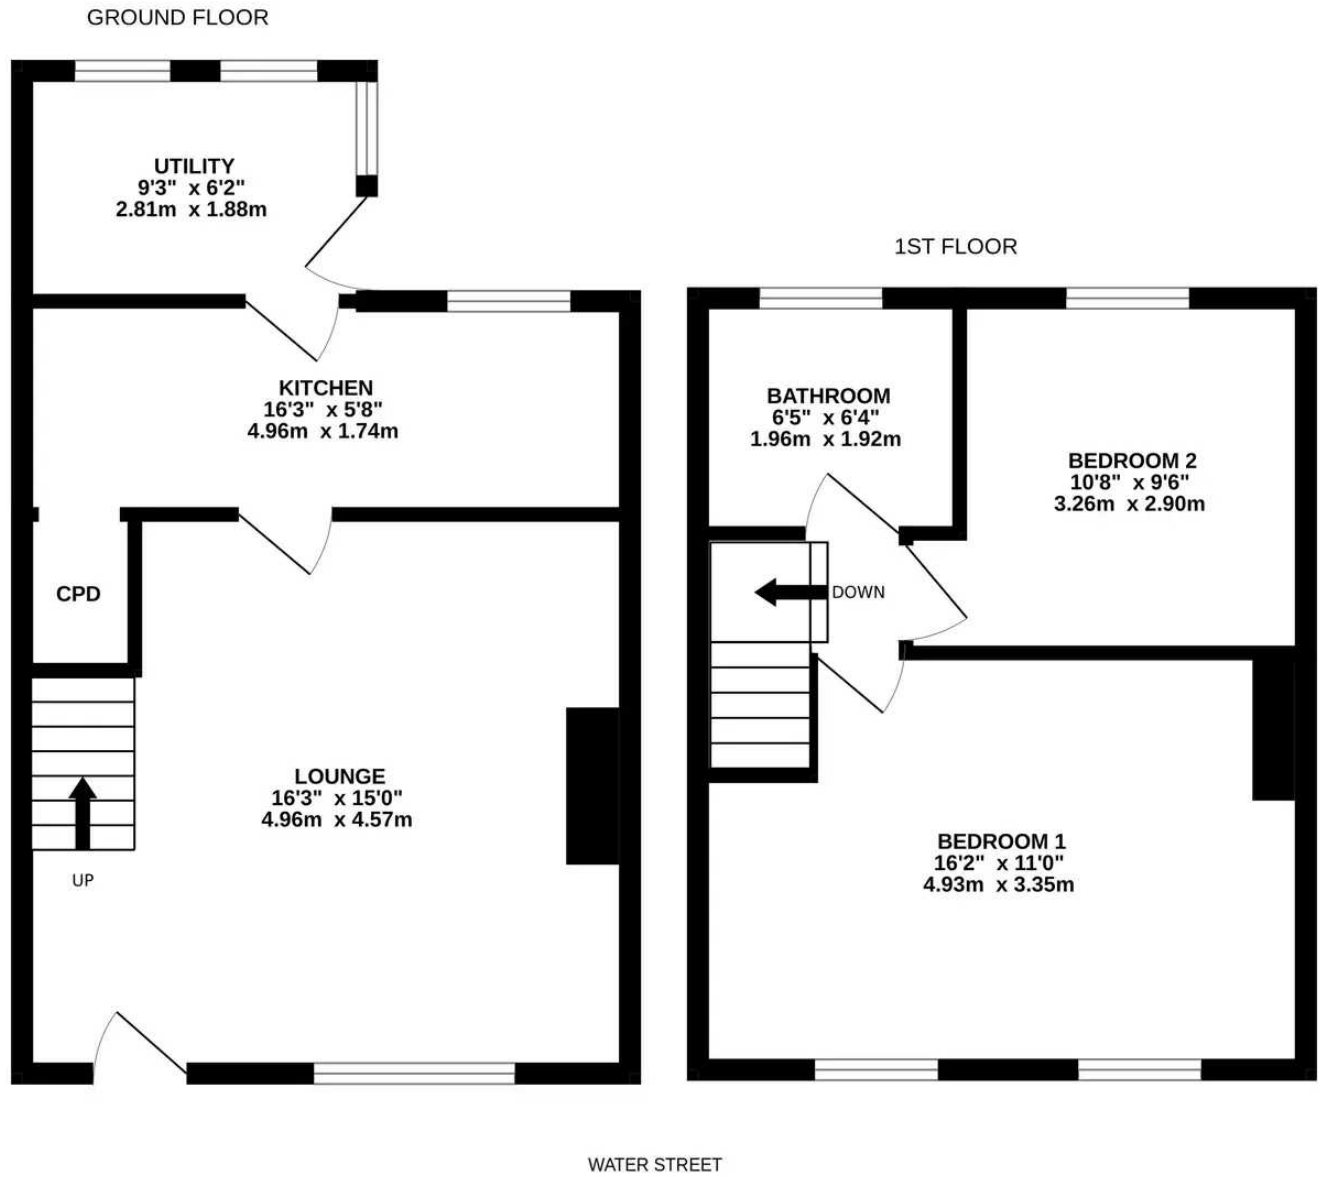 GROUND FLOOR
UTILITY
9'3" x 6'2"
2.81m x 1.88m
KITCHEN
16'3" x 5'8"
4.96m x 1.74m
CPD
LOUNGE
16'3" x 15'0"
4.96m x 4.57m
UP
1ST FLOOR
BATHROOM
6'5" x 6'4"
1.96m x 1.92m
BEDROOM 2
10'8" x 9'6"
3.26m x 2.90m
DOWN
BEDROOM 1
16'2" x 11'0"
4.93m x 3.35m
WATER STREET